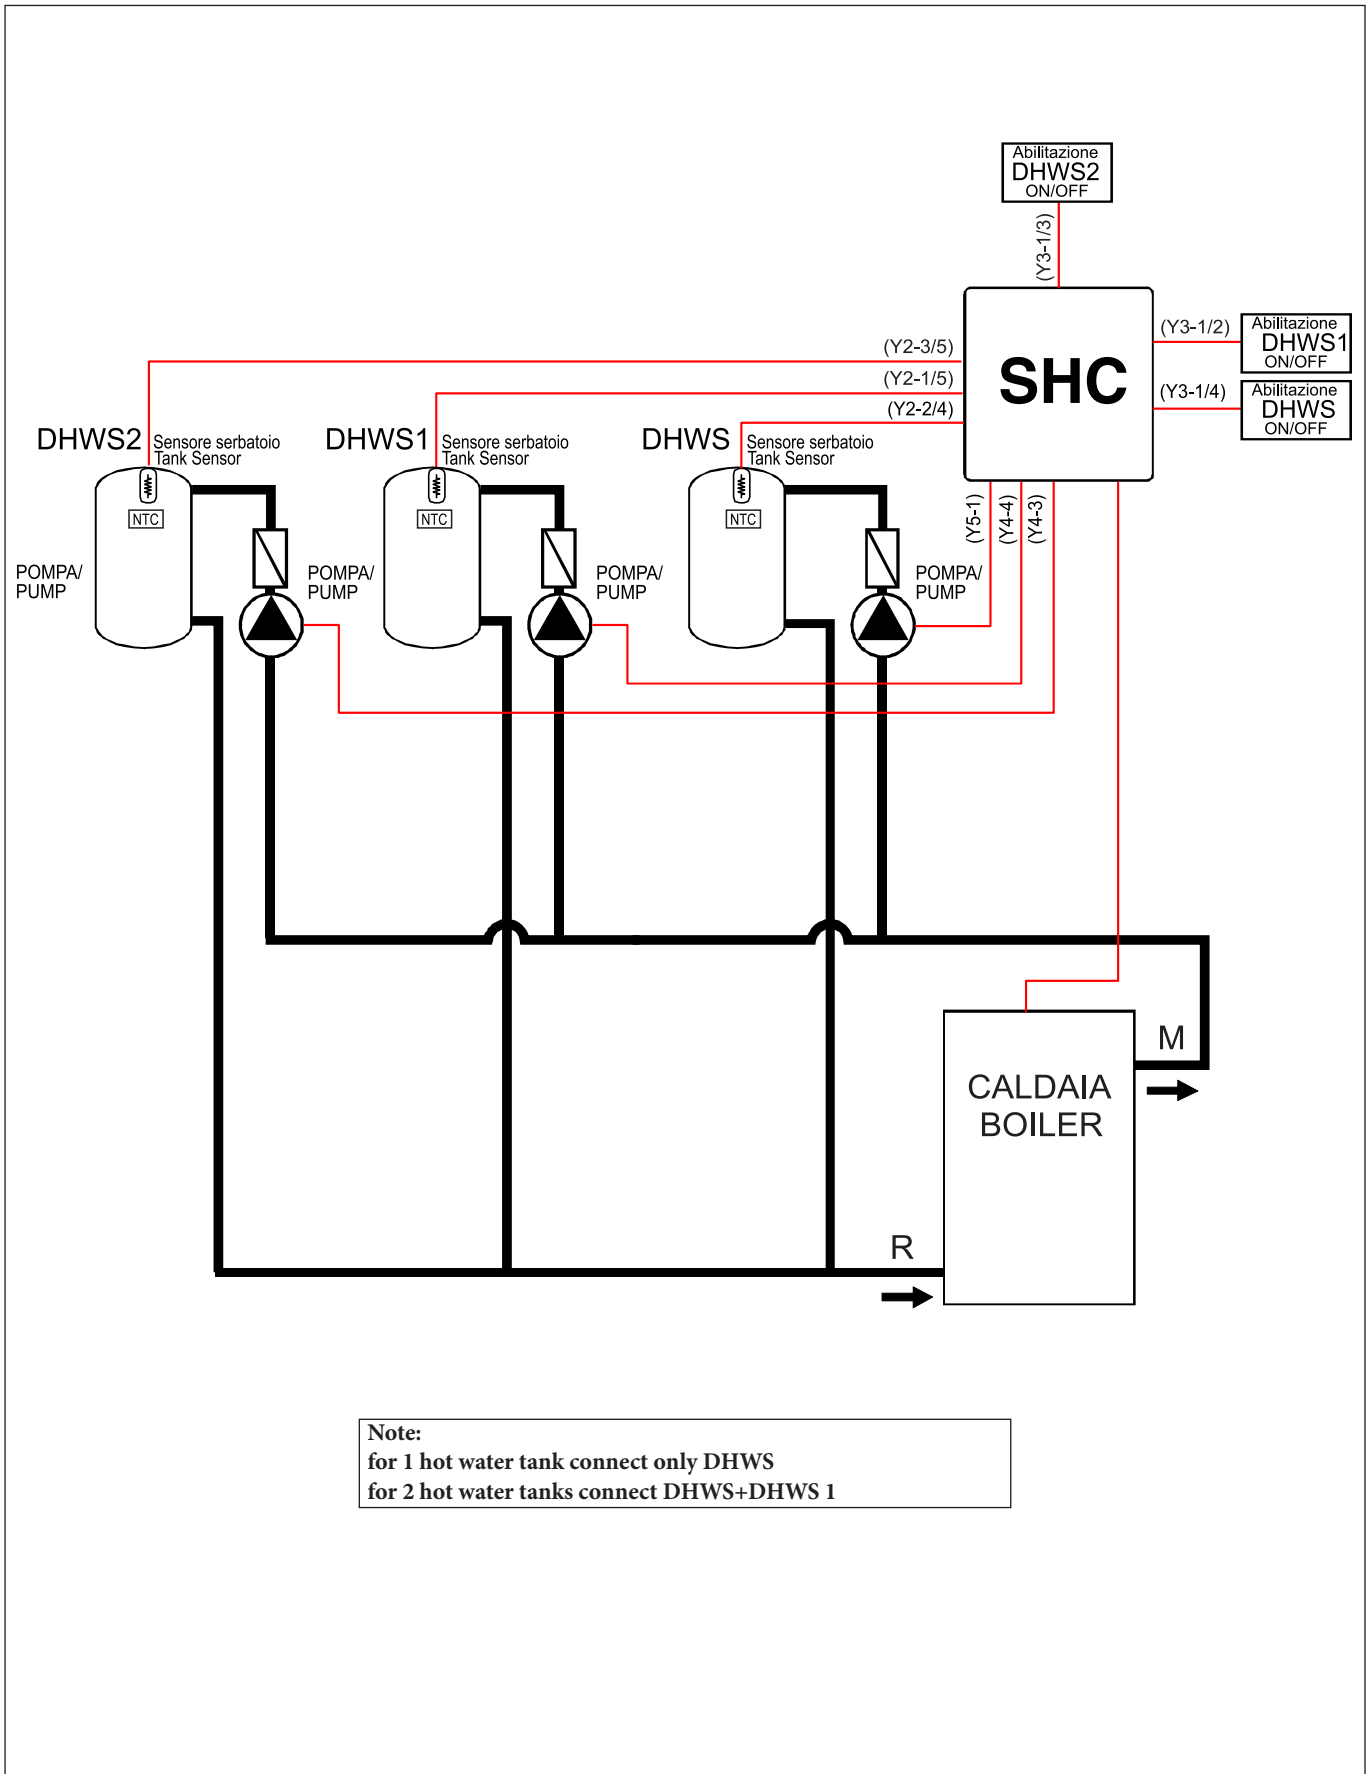 Abilitazione
DHWS2
ON/OFF
(Y3-1/3)
SHC
(Y3-1/2)
Abilitazione
DHWS1
ON/OFF
(Y3-1/4)
Abilitazione
DHWS
ON/OFF
(Y2-3/5)
(Y2-1/5)
(Y2-2/4)
DHWS2
Sensore serbatoio
Tank Sensor
DHWS1
Sensore serbatoio
Tank Sensor
DHWS
Sensore serbatoio
Tank Sensor
NTC
NTC
NTC
(Y5-1)
(Y4-4)
(Y4-3)
POMPA/
PUMP
POMPA/
PUMP
POMPA/
PUMP
POMPA/
PUMP
M
CALDAIA
BOILER
R
Note:
for 1 hot water tank connect only DHWS
for 2 hot water tanks connect DHWS+DHWS 1